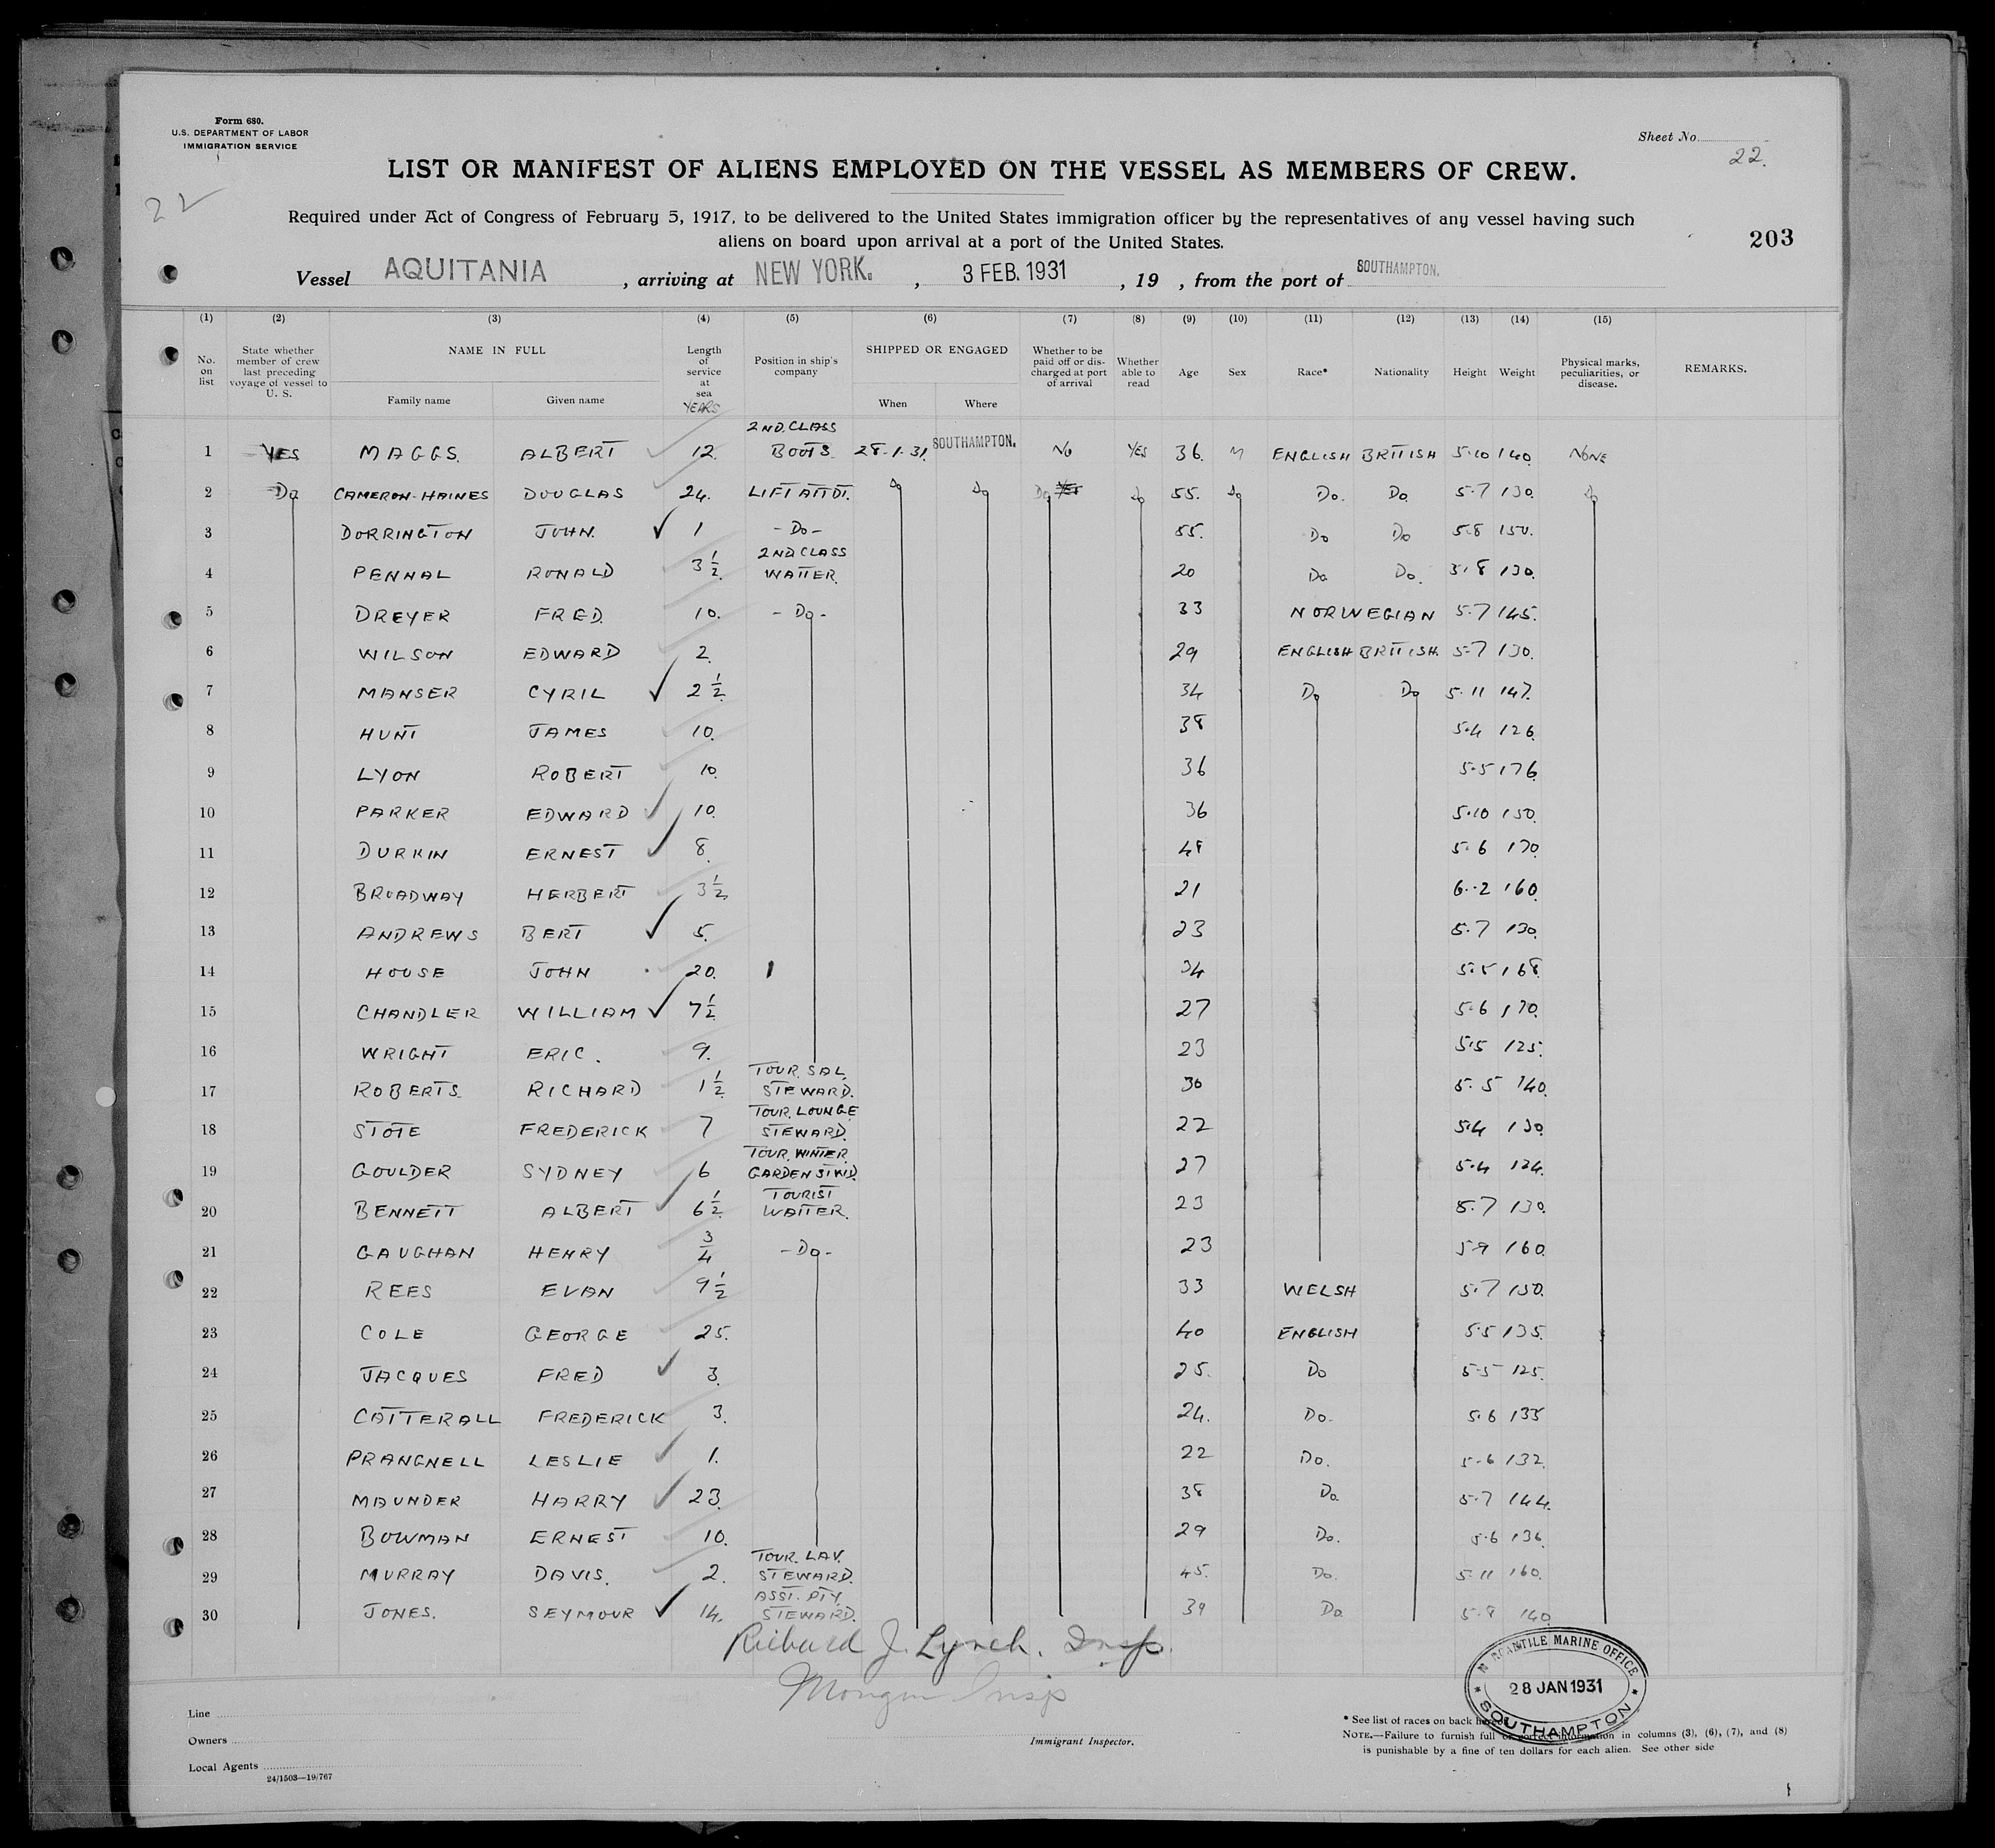 Form 680.
U.S. DEPARTMENT OF LABOR
IMMIGRATION SERVICE
Sheet No. 22.
LIST OR MANIFEST OF ALIENS EMPLOYED ON THE VESSEL AS MEMBERS OF CREW.
22
Required under Act of Congress of February 5, 1917, to be delivered to the United States immigration officer by the representatives of any vessel having such
aliens on board upon arrival at a port of the United States.
203
Vessel AQUITANIA, arriving at NEW YORK., 3 FEB. 1931, 19 , from the port of SOUTHAMPTON.
(1) (2) (3) (4) (5) (6) (7) (8) (9) (10) (11) (12) (13) (14) (15)
No. on list State whether member of crew last preceding voyage of vessel to U. S. NAME IN FULL Family name Given name Length of service at sea YEARS Position in ship's company SHIPPED OR ENGAGED When Where Whether to be paid off or discharged at port of arrival Whether able to read Age Sex Race* Nationality Height Weight Physical marks, peculiarities, or disease. REMARKS.
1 YES MAGGS. ALBERT 12. 2ND. CLASS BOOTS 28.1.31. SOUTHAMPTON. NO YES 36. M ENGLISH BRITISH 5.10 140. NONE
2 Do CAMERON-HAINES DOUGLAS 24. LIFT ATTDT. Do Do Do YES Do 55. Do Do. Do 5.7 130. Do
3 DORRINGTON JOHN. 1 -Do- 55. Do Do 5.8 150.
4 PENNAL RONALD 3½ 2ND CLASS WAITER. 20 Do Do. 5.8 130.
5 DREYER FRED. 10. -Do- 33 NORWEGIAN 5.7 145.
6 WILSON EDWARD 2. 29 ENGLISH BRITISH. 5.7 130.
7 MANSER CYRIL 2½ 34 Do Do 5.11 147.
8 HUNT JAMES 10. 38 5.4 126.
9 LYON ROBERT 10. 36 5.5 176.
10 PARKER EDWARD 10. 36 5.10 150.
11 DURKIN ERNEST 8. 48 5.6 170.
12 BROADWAY HERBERT 3½ 21 6.2 160.
13 ANDREWS BERT 5. 23 5.7 130.
14 HOUSE JOHN 20. 34 5.5 168.
15 CHANDLER WILLIAM 7½ 27 5.6 170.
16 WRIGHT ERIC. 9. 23 5.5 125.
17 ROBERTS. RICHARD 1½ TOUR. SAL. STEWARD. 30 5.5 140.
18 STOTE FREDERICK 7 TOUR. LOUNGE STEWARD. 22 5.4 130.
19 GOULDER SYDNEY 6 TOUR. WINTER. GARDEN STWD. 27 5.4 124.
20 BENNETT ALBERT 6½ TOURIST WAITER. 23 5.7 130.
21 GAUGHAN HENRY ¾ -Do- 23 5.9 160.
22 REES EVAN 9½ 33 WELSH 5.7 150.
23 COLE GEORGE 25. 40 ENGLISH 5.5 135.
24 JACQUES FRED 3. 25. Do 5.5 125.
25 CATTERALL FREDERICK 3. 24. Do. 5.6 135
26 PRANGNELL LESLIE 1. 22 Do. 5.6 132.
27 MAUNDER HARRY 23. 38 Do. 5.7 144.
28 BOWMAN ERNEST 10. 29 Do. 5.6 136.
29 MURRAY DAVIS. 2. TOUR. LAV. STEWARD. 45. Do. 5.11 160.
30 JONES. SEYMOUR 14. ASST. PTY. STEWARD. 39 Do 5.8 140.
Richard J. Lynch. Insp.
Insp
MERCANTILE MARINE OFFICE
28 JAN 1931
SOUTHAMPTON
Line
Owners
Local Agents
24/1503—19/767
Immigrant Inspector.
* See list of races on back hereof.
NOTE.—Failure to furnish full or correct information in columns (3), (6), (7), and (8)
is punishable by a fine of ten dollars for each alien. See other side